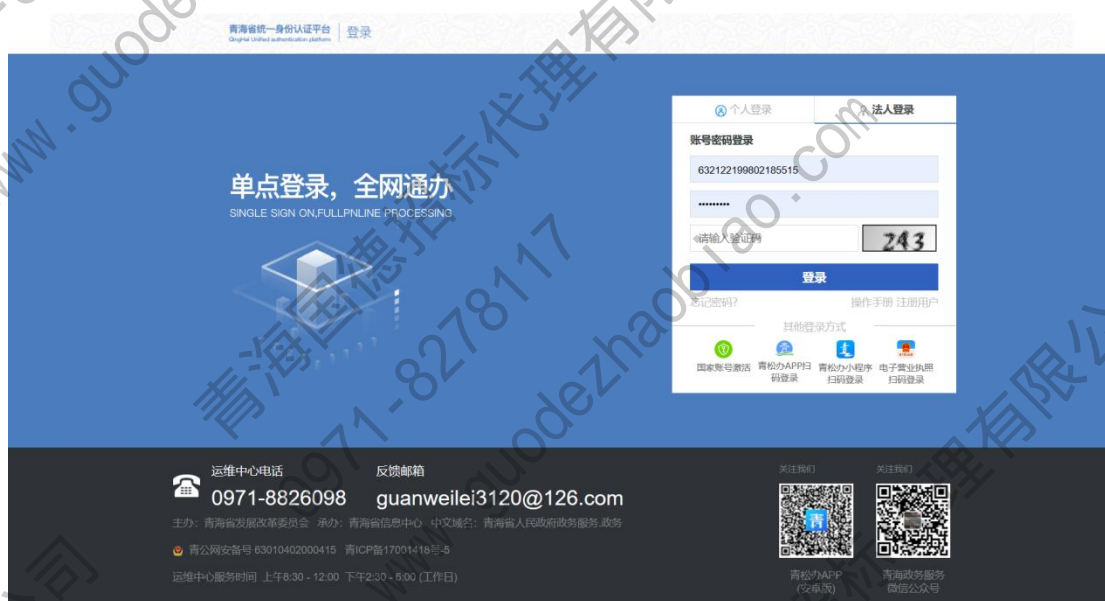 青海省统一身份认证平台
QingHai Unified authentication platform
登录
单点登录，全网通办
SINGLE SIGN ON,FULLPNLINE PROCESSING
个人登录
法人登录
账号密码登录
632122199802185515
•••••••••
请输入验证码
243
登录
忘记密码?
操作手册 注册用户
其他登录方式
国家账号激活
青松办APP扫
码登录
青松办小程序
扫码登录
电子营业执照
扫码登录
运维中心电话
0971-8826098
反馈邮箱
guanweilei3120@126.com
主办：青海省发展改革委员会 承办：青海省信息中心 中文域名：青海省人民政府政务服务.政务
青公网安备号 63010402000415 青ICP备17001418号-5
运维中心服务时间 上午8:30 - 12:00 下午2:30 - 6:00 (工作日)
关注我们
青
青松办APP
(安卓版)
关注我们
青海政务服务
微信公众号
青海国德招标代理有限公司
0971-8278117
www.guodezhaobiao.com